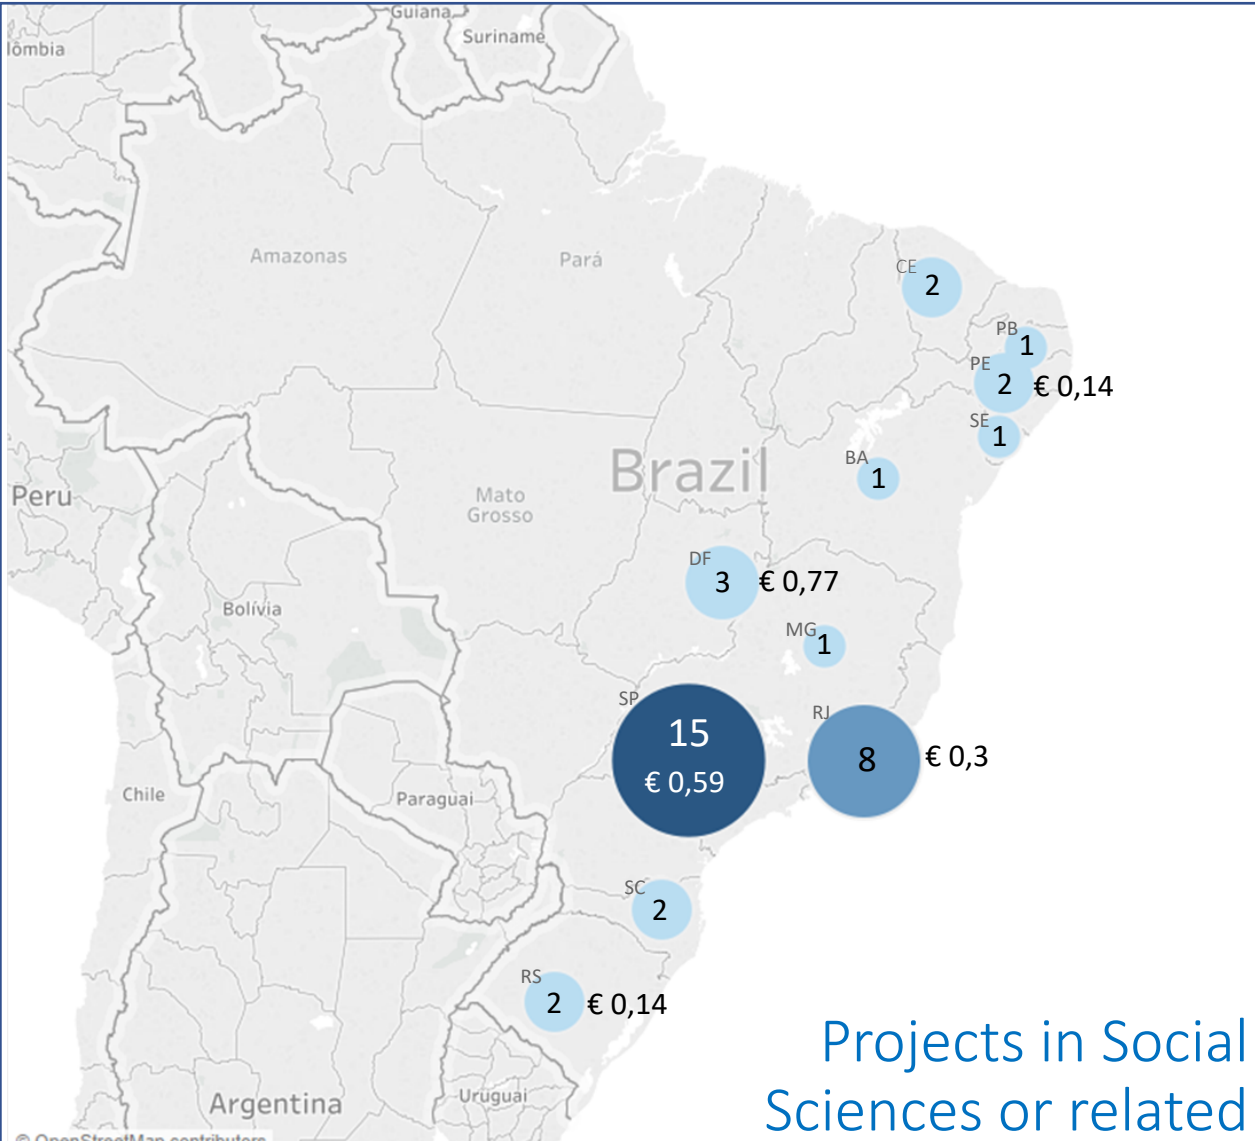 Guiana
Suriname
lômbia
Amazonas
Pará
CE
2
PB
1
PE
2 € 0,14
SE
1
BA
1
Brazil
Peru
Mato
Grosso
DF
3 € 0,77
Bolívia
MG
1
SP
15
€ 0,59
RJ
8 € 0,3
Chile
Paraguai
SC
2
RS
2 € 0,14
Projects in Social
Sciences or related
Uruguai
Argentina
© OpenStreetMap contributors